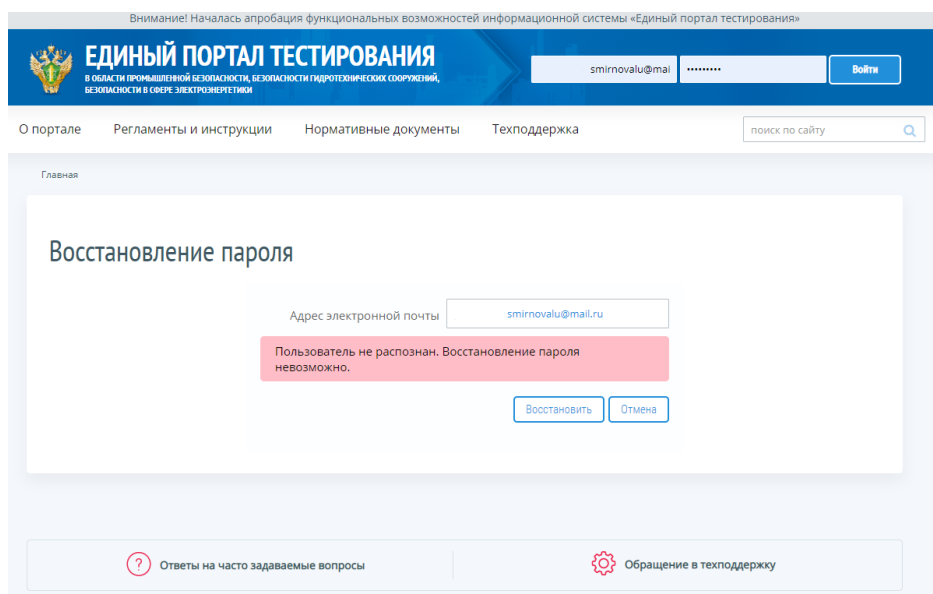 Внимание! Началась апробация функциональных возможностей информационной системы «Единый портал тестирования»
ЕДИНЫЙ ПОРТАЛ ТЕСТИРОВАНИЯ
В ОБЛАСТИ ПРОМЫШЛЕННОЙ БЕЗОПАСНОСТИ, БЕЗОПАСНОСТИ ГИДРОТЕХНИЧЕСКИХ СООРУЖЕНИЙ,
БЕЗОПАСНОСТИ В СФЕРЕ ЭЛЕКТРОЭНЕРГЕТИКИ
smirnovalu@mai ••••••••• Войти
О портале Регламенты и инструкции Нормативные документы Техподдержка поиск по сайту
Главная
Восстановление пароля
Адрес электронной почты smirnovalu@mail.ru
Пользователь не распознан. Восстановление пароля
невозможно.
Восстановить Отмена
? Ответы на часто задаваемые вопросы Обращение в техподдержку